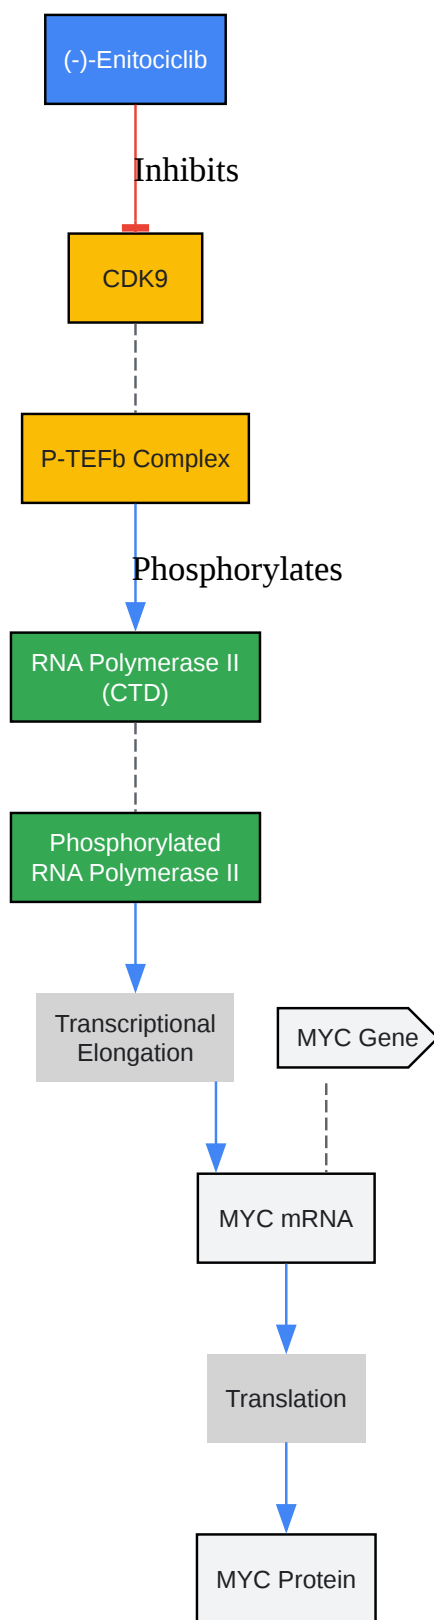 (-)-Enitociclib
Inhibits
CDK9
P-TEFb Complex
Phosphorylates
RNA Polymerase II
(CTD)
Phosphorylated
RNA Polymerase II
Transcriptional
Elongation
MYC Gene
MYC mRNA
Translation
MYC Protein